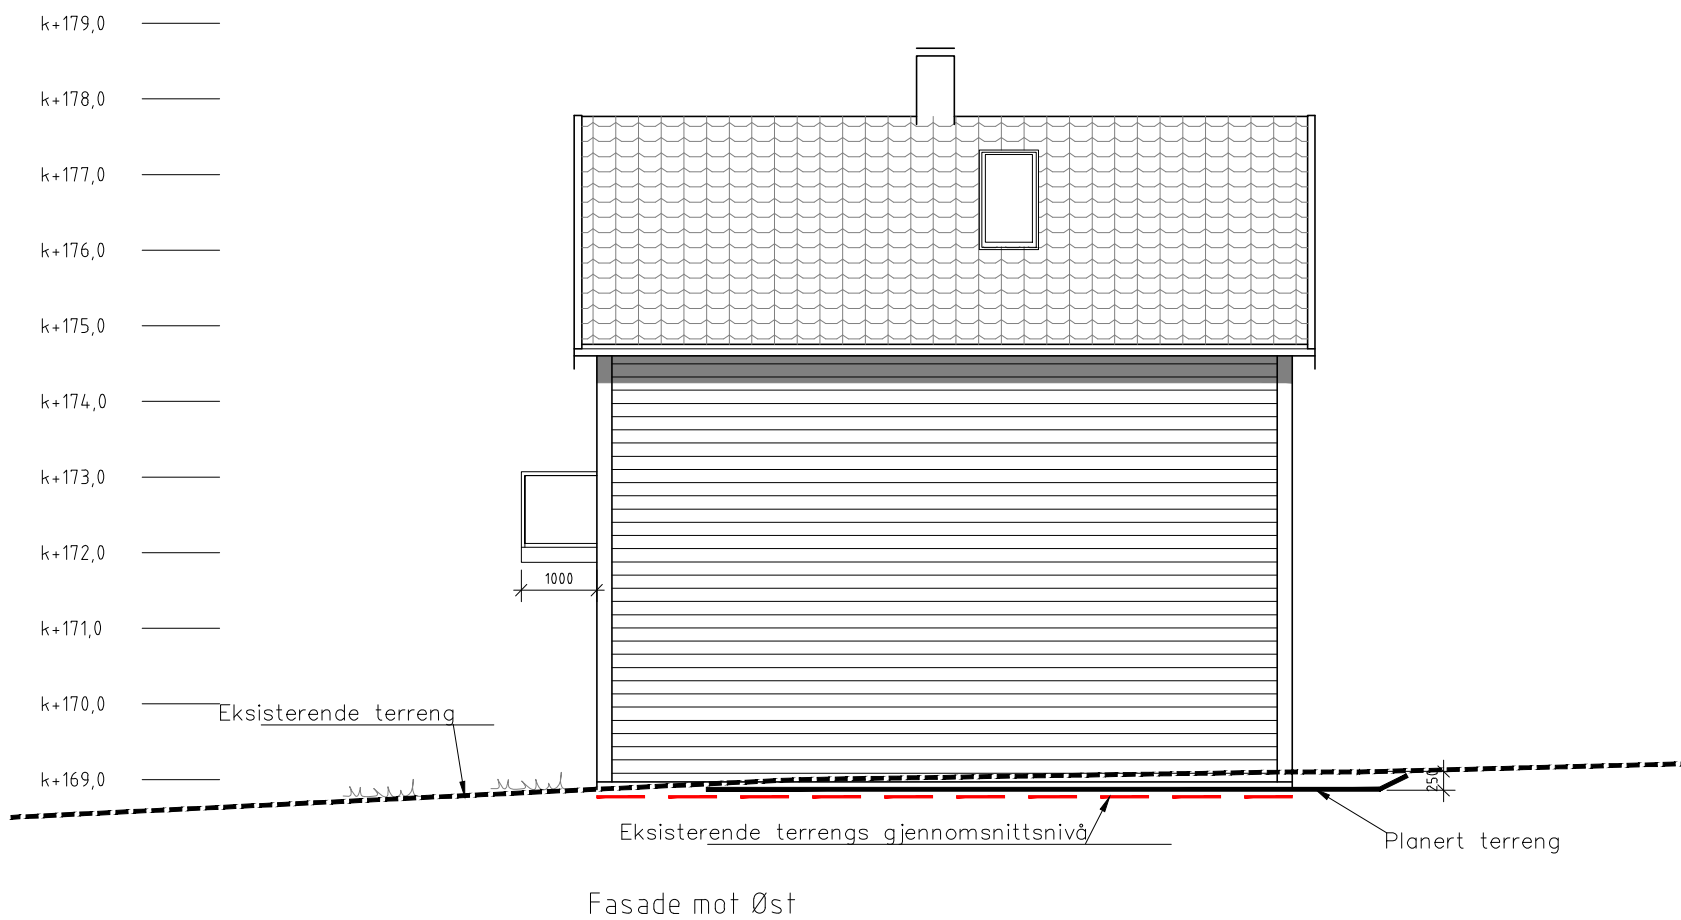 k+179,0
k+178,0
k+177,0
k+176,0
k+175,0
k+174,0
k+173,0
k+172,0
1000
k+171,0
k+170,0
Eksisterende terreng
k+169,0
250
Eksisterende terrengs gjennomsnittsnivå
Planert terreng
Fasade mot Øst